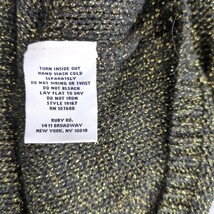 TURN INSIDE OUT
HAND WASH COLD
SEPARATELY
DO NOT WRING OR TWIST
DO NOT BLEACH
LAY FLAT TO DRY
DO NOT IRON
STYLE 19167
RN 107688
RUBY RD.
1411 BROADWAY
NEW YORK, NY 10018